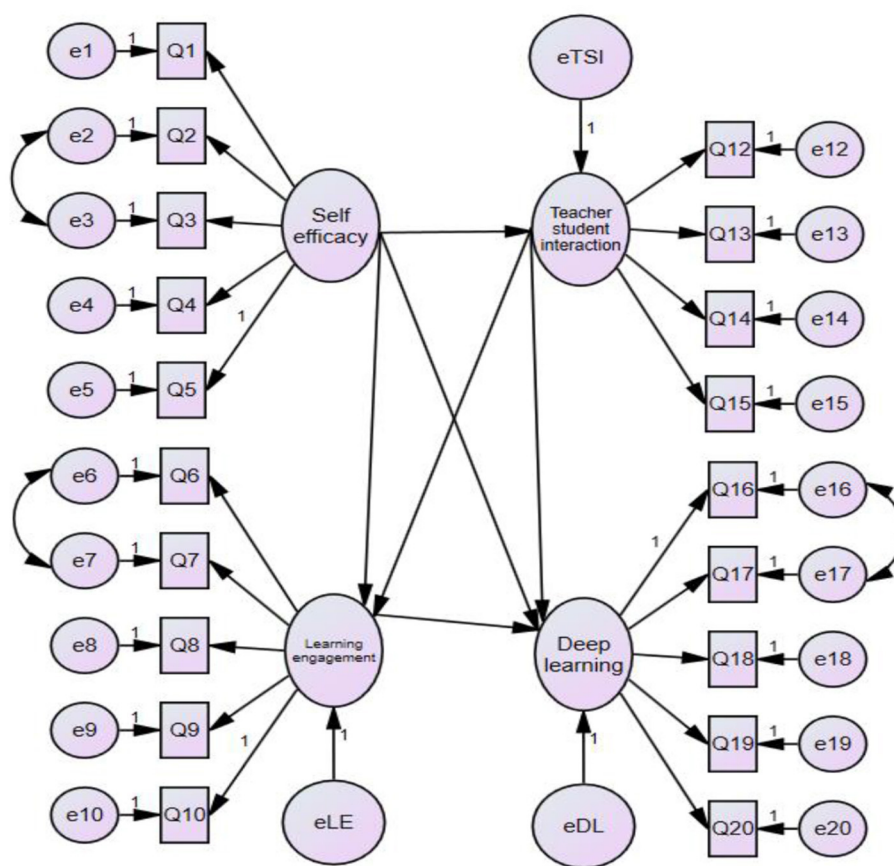 e1 1 Q1
e2 1 Q2
e3 1 Q3
e4 1 Q4
1
e5 1 Q5
Self
efficacy
eTSI
1
Teacher
student
interaction
Q12 1 e12
Q13 1 e13
Q14 1 e14
Q15 1 e15
e6 1 Q6
e7 1 Q7
e8 1 Q8
e9 1 Q9
1
e10 1 Q10
Learning
engagement
1
eLE
Deep
learning
1
eDL
Q16 1 e16
1
Q17 1 e17
Q18 1 e18
Q19 1 e19
Q20 1 e20